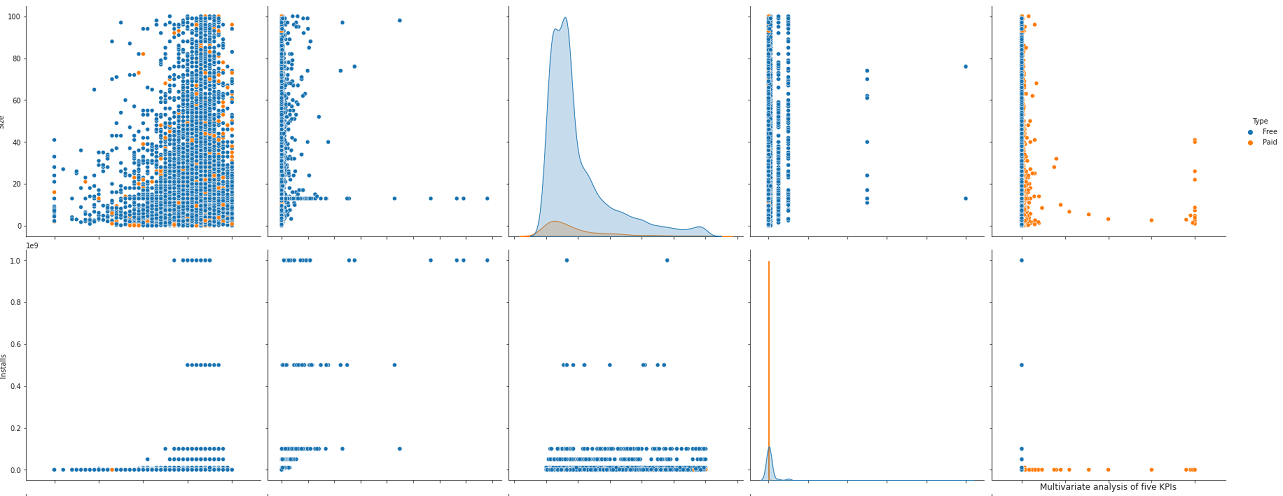 100
80
60
40
20
0
Size
Type
Free
Paid
1e9
1.0
0.8
0.6
0.4
0.2
0.0
Installs
Multivariate analysis of five KPIs